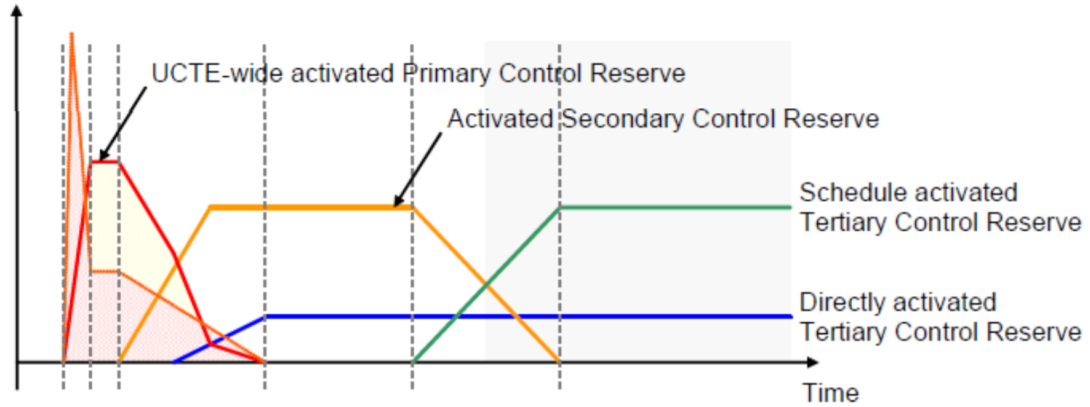 UCTE-wide activated Primary Control Reserve
Activated Secondary Control Reserve
Schedule activated
Tertiary Control Reserve
Directly activated
Tertiary Control Reserve
Time